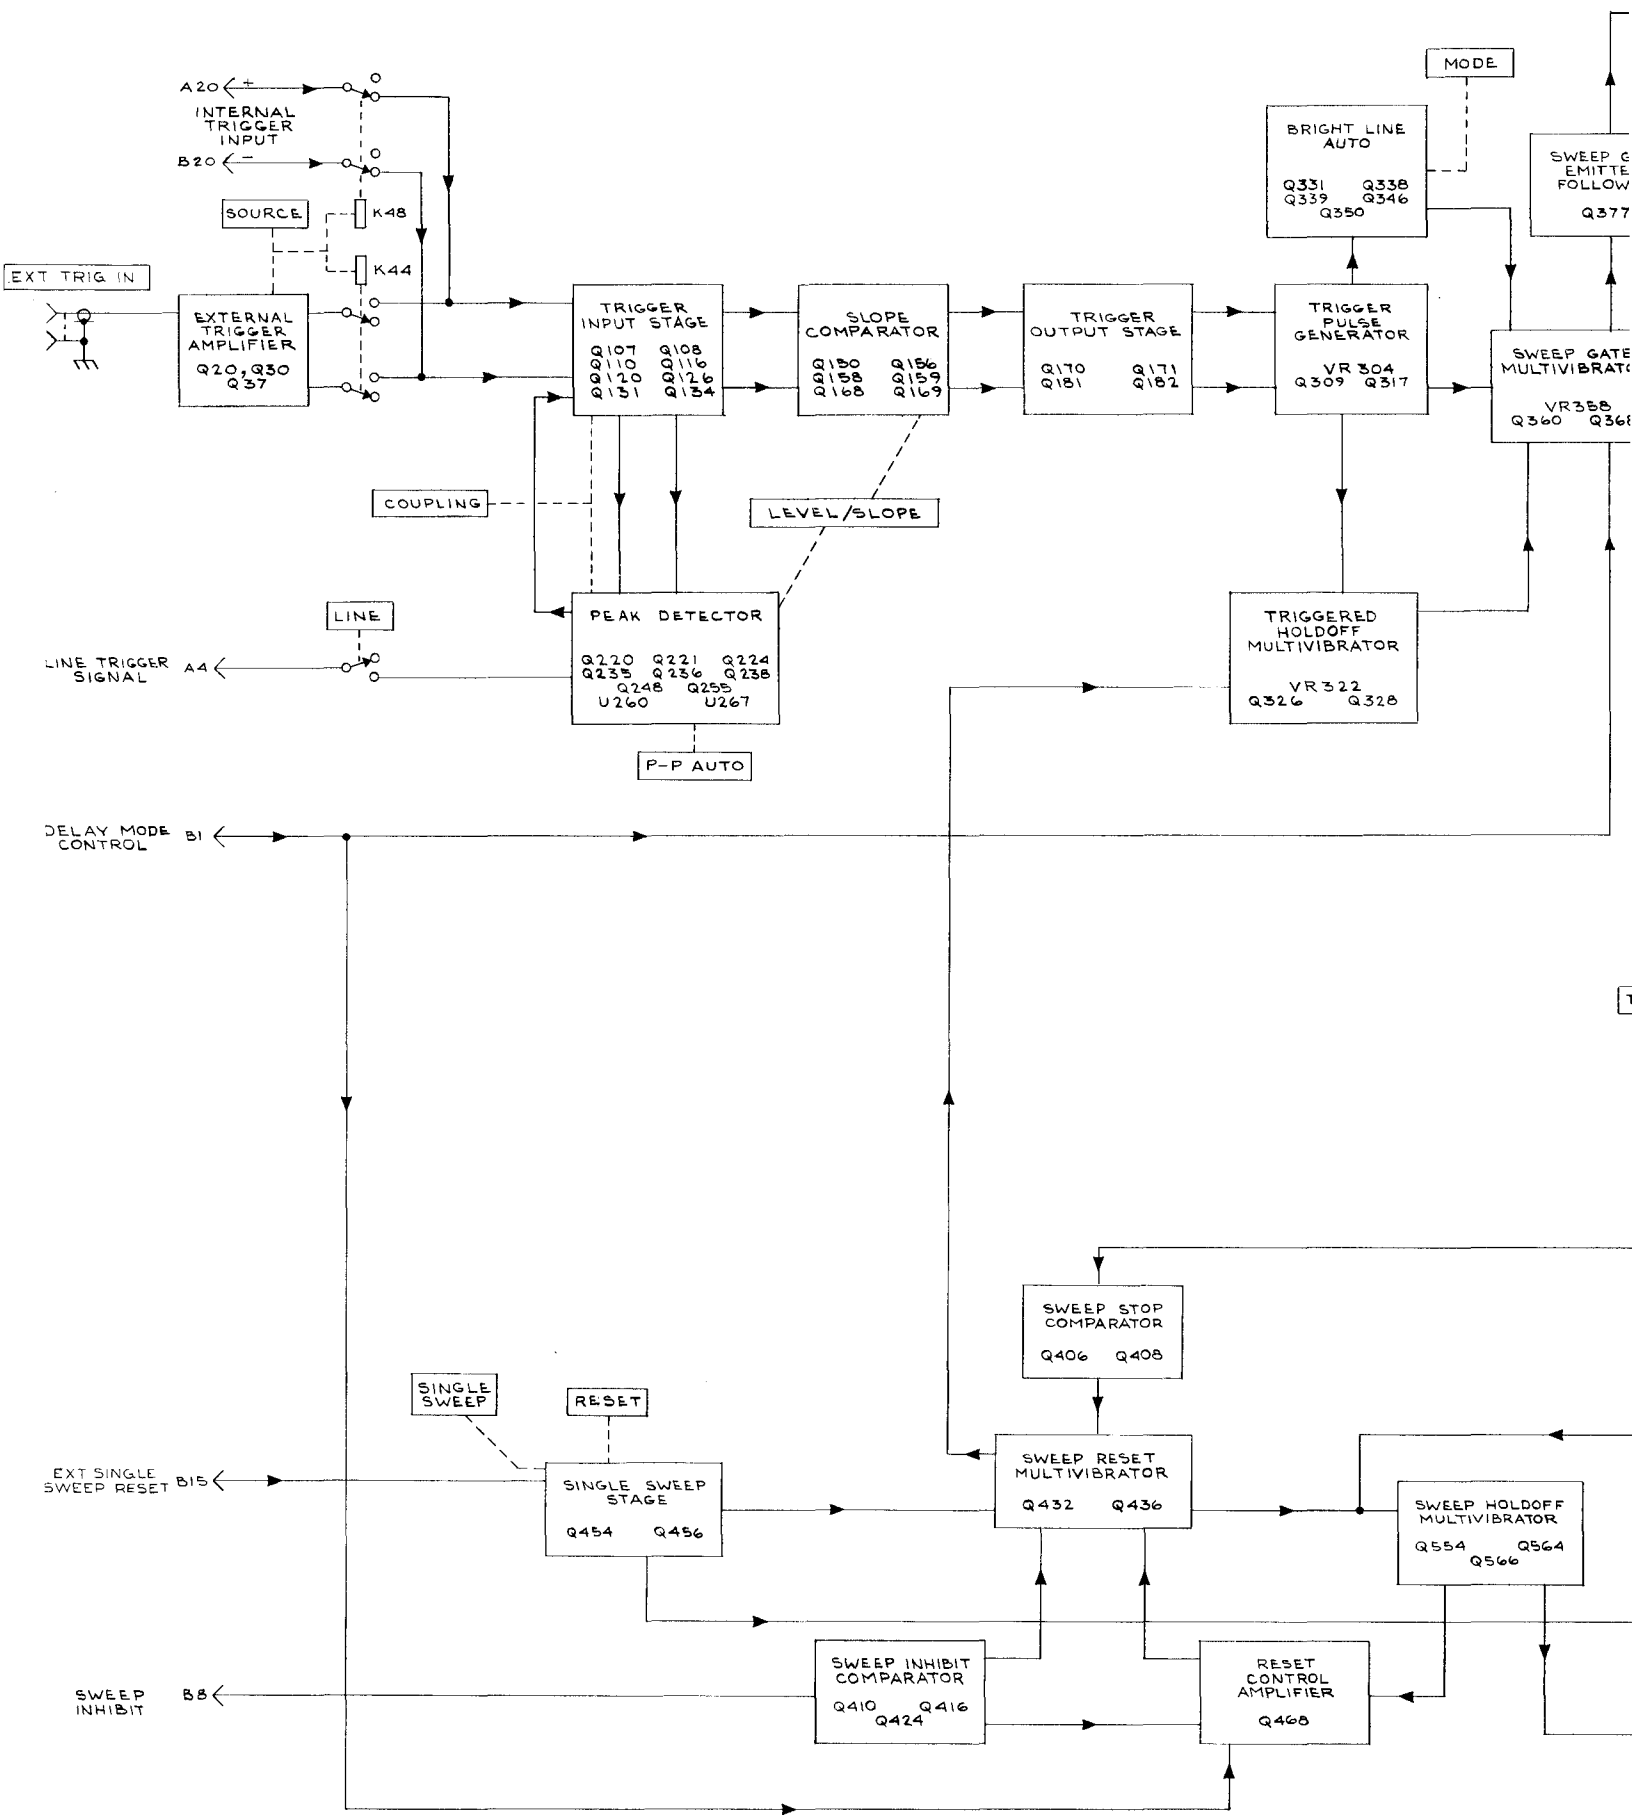 MODE
A20 +
INTERNAL
TRIGGER
INPUT
B20 -
SOURCE
K48
K44
EXT TRIG IN
EXTERNAL
TRIGGER
AMPLIFIER
Q20, Q30
Q37
TRIGGER
INPUT STAGE
Q107 Q108
Q110 Q116
Q120 Q126
Q131 Q134
SLOPE
COMPARATOR
Q150 Q156
Q158 Q159
Q168 Q169
TRIGGER
OUTPUT STAGE
Q170 Q171
Q181 Q182
BRIGHT LINE
AUTO
Q331 Q338
Q339 Q346
Q350
TRIGGER
PULSE
GENERATOR
VR304
Q309 Q317
SWEEP G
EMITTE
FOLLOW
Q377
SWEEP GATE
MULTIVIBRATO
VR358
Q360 Q368
COUPLING
LEVEL/SLOPE
LINE
LINE TRIGGER
SIGNAL
A4
PEAK DETECTOR
Q220 Q221 Q224
Q235 Q236 Q238
Q248 Q255
U260 U267
P-P AUTO
TRIGGERED
HOLDOFF
MULTIVIBRATOR
VR322
Q326 Q328
DELAY MODE
CONTROL
B1
T
SWEEP STOP
COMPARATOR
Q406 Q408
SINGLE
SWEEP
RESET
EXT SINGLE
SWEEP RESET
B15
SINGLE SWEEP
STAGE
Q454 Q456
SWEEP RESET
MULTIVIBRATOR
Q432 Q436
SWEEP HOLDOFF
MULTIVIBRATOR
Q554 Q564
Q566
SWEEP
INHIBIT
B8
SWEEP INHIBIT
COMPARATOR
Q410 Q416
Q424
RESET
CONTROL
AMPLIFIER
Q468